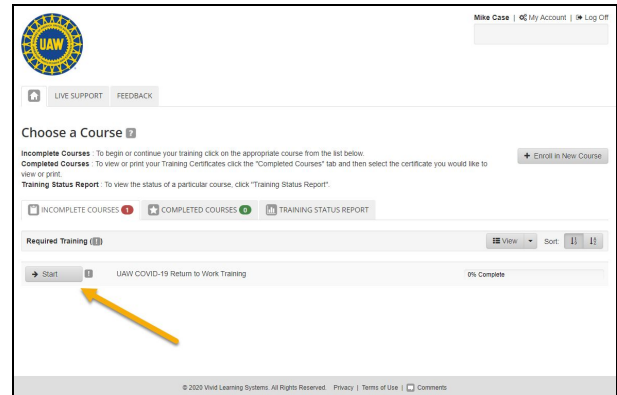 Mike Case | My Account | Log Off
UAW
LIVE SUPPORT FEEDBACK
Choose a Course ?
Incomplete Courses : To begin or continue your training click on the appropriate course from the list below.
Completed Courses : To view or print your Training Certificates click the "Completed Courses" tab and then select the certificate you would like to
view or print.
Training Status Report : To view the status of a particular course, click "Training Status Report".
+ Enroll in New Course
INCOMPLETE COURSES 1 COMPLETED COURSES 0 TRAINING STATUS REPORT
Required Training (!) View Sort:
Start ! UAW COVID-19 Return to Work Training 0% Complete
© 2020 Vivid Learning Systems. All Rights Reserved. Privacy | Terms of Use | Comments